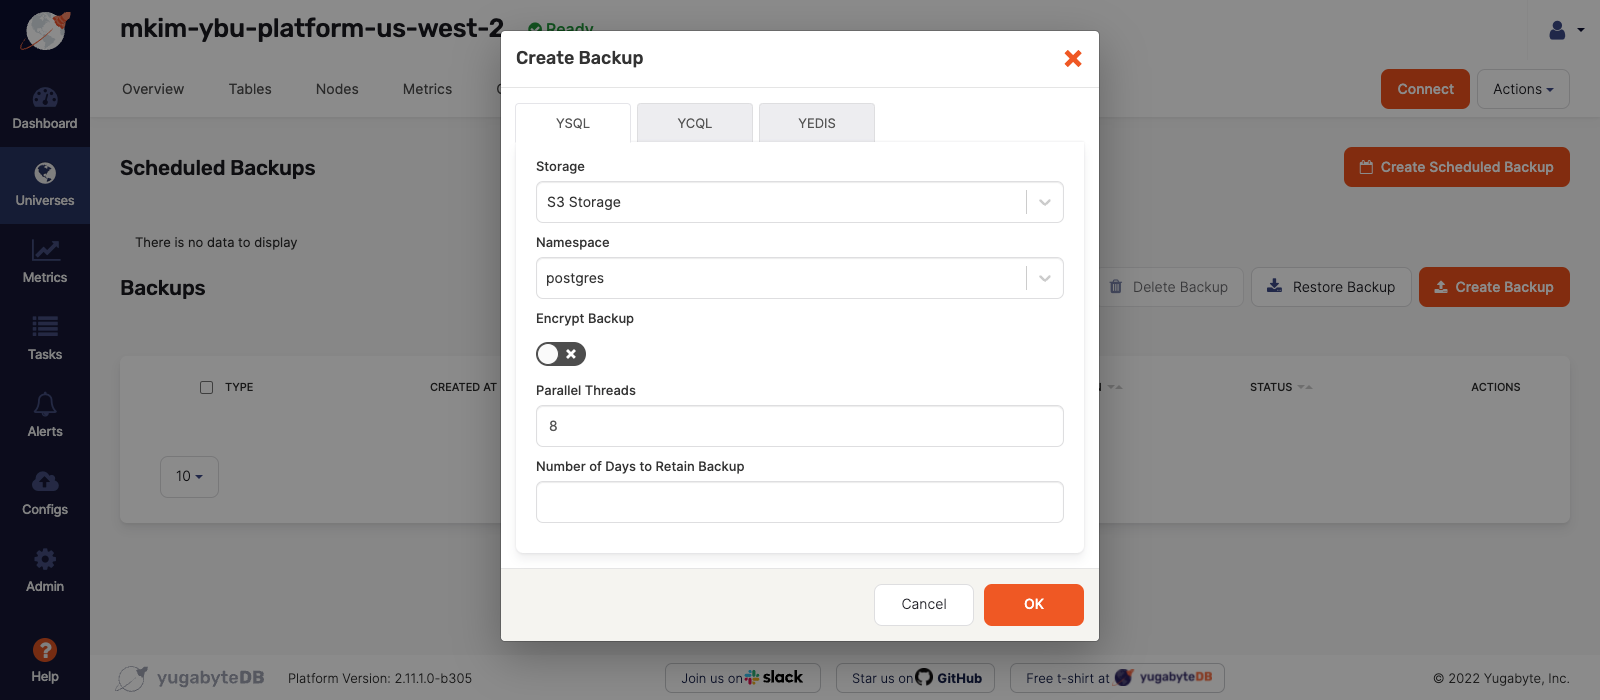 mkim-ybu-platform-us-west-2
Ready
Overview
Tables
Nodes
Metrics
Connect
Actions
Dashboard
Universes
Metrics
Tasks
Alerts
Configs
Admin
Help
Scheduled Backups
Create Scheduled Backup
There is no data to display
Backups
Delete Backup
Restore Backup
Create Backup
TYPE
CREATED AT
STATUS
ACTIONS
10
Create Backup
YSQL
YCQL
YEDIS
Storage
S3 Storage
Namespace
postgres
Encrypt Backup
Parallel Threads
8
Number of Days to Retain Backup
Cancel
OK
yugabyteDB
Platform Version: 2.11.1.0-b305
Join us on slack
Star us on GitHub
Free t-shirt at yugabyteDB
© 2022 Yugabyte, Inc.